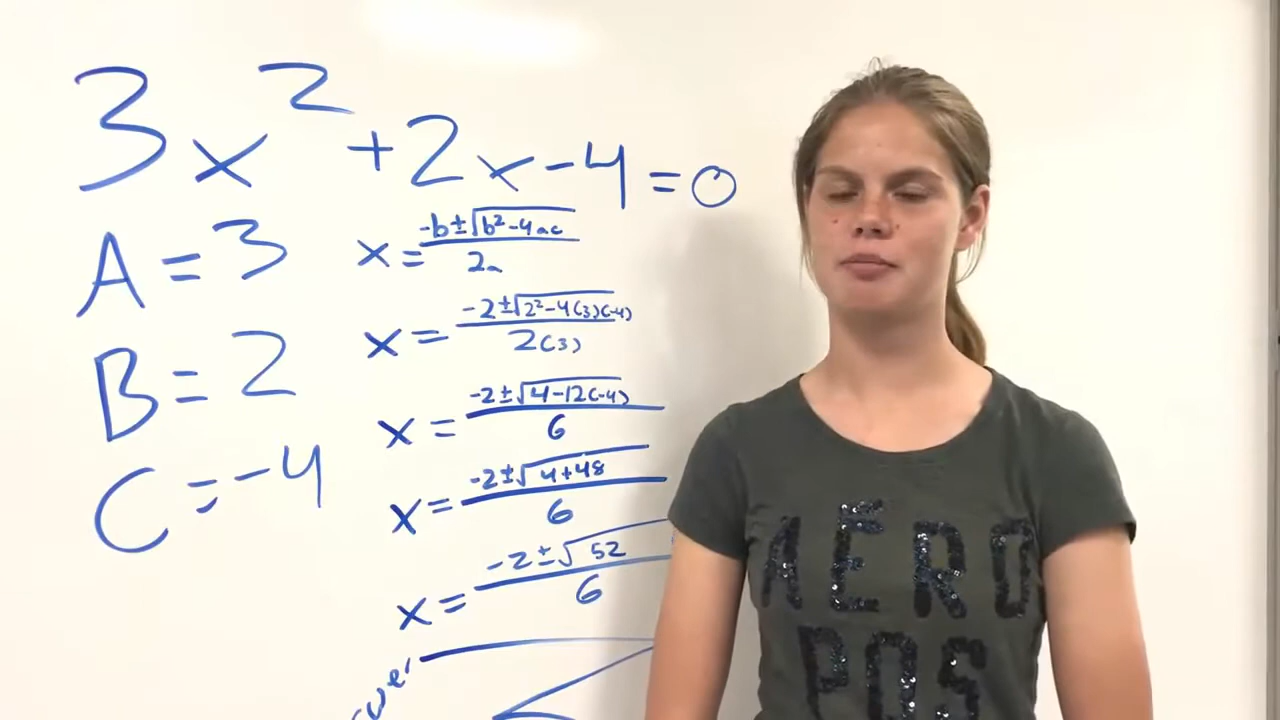 3x² + 2x - 4 = 0
A = 3
B = 2
C = -4
x = -b ± √b² - 4ac / 2a
x = -2 ± √2² - 4(3)(-4) / 2(3)
x = -2 ± √4 - 12(-4) / 6
x = -2 ± √4 + 48 / 6
x = -2 ± √52 / 6
AERO
POS